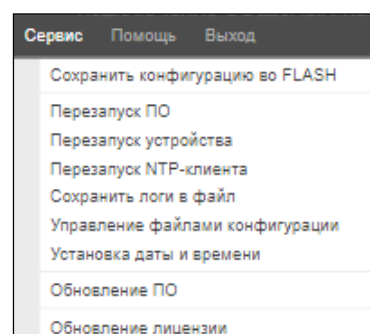 Сервис Помощь Выход
Сохранить конфигурацию во FLASH
Перезапуск ПО
Перезапуск устройства
Перезапуск NTP-клиента
Сохранить логи в файл
Управление файлами конфигурации
Установка даты и времени
Обновление ПО
Обновление лицензии